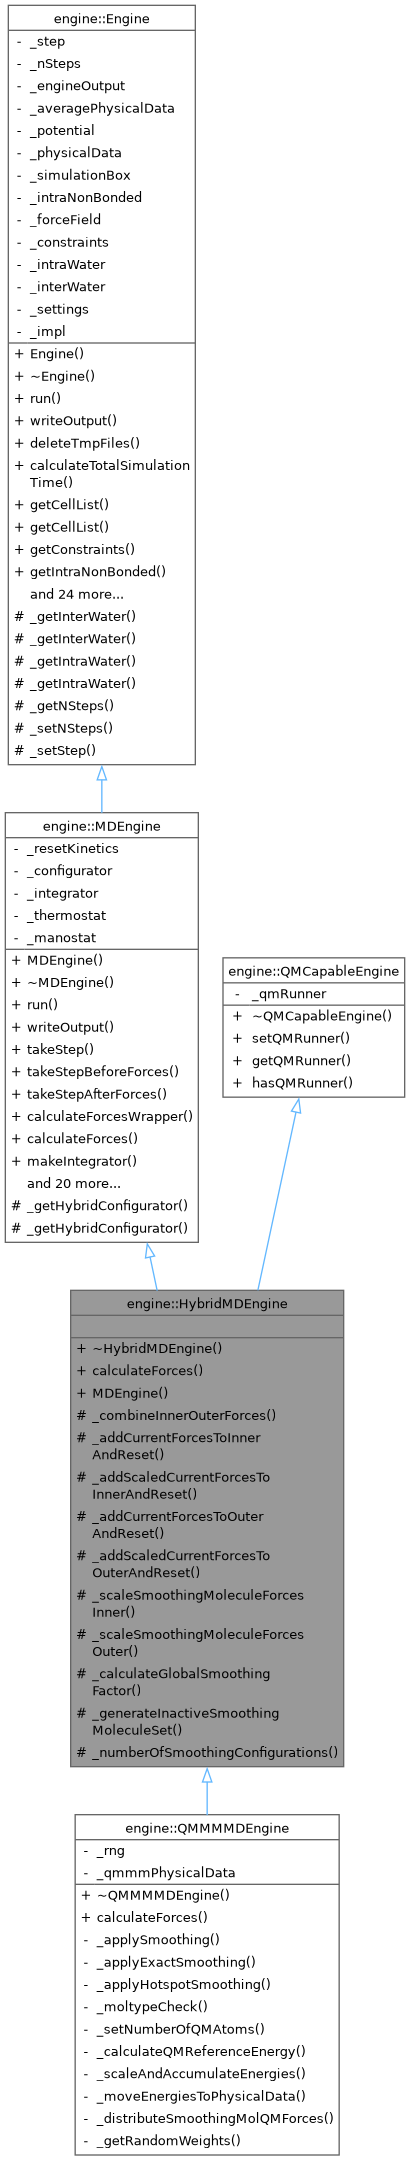 engine::Engine
- _step
- _nSteps
- _engineOutput
- _averagePhysicalData
- _potential
- _physicalData
- _simulationBox
- _intraNonBonded
- _forceField
- _constraints
- _intraWater
- _interWater
- _settings
- _impl
+ Engine()
+ ~Engine()
+ run()
+ writeOutput()
+ deleteTmpFiles()
+ calculateTotalSimulation
Time()
+ getCellList()
+ getCellList()
+ getConstraints()
+ getIntraNonBonded()
and 24 more...
# _getInterWater()
# _getInterWater()
# _getIntraWater()
# _getIntraWater()
# _getNSteps()
# _setNSteps()
# _setStep()
engine::MDEngine
- _resetKinetics
- _configurator
- _integrator
- _thermostat
- _manostat
+ MDEngine()
+ ~MDEngine()
+ run()
+ writeOutput()
+ takeStep()
+ takeStepBeforeForces()
+ takeStepAfterForces()
+ calculateForcesWrapper()
+ calculateForces()
+ makeIntegrator()
and 20 more...
# _getHybridConfigurator()
# _getHybridConfigurator()
engine::QMCapableEngine
- _qmRunner
+ ~QMCapableEngine()
+ setQMRunner()
+ getQMRunner()
+ hasQMRunner()
engine::HybridMDEngine
+ ~HybridMDEngine()
+ calculateForces()
+ MDEngine()
# _combineInnerOuterForces()
# _addCurrentForcesToInner
AndReset()
# _addScaledCurrentForcesTo
InnerAndReset()
# _addCurrentForcesToOuter
AndReset()
# _addScaledCurrentForcesTo
OuterAndReset()
# _scaleSmoothingMoleculeForces
Inner()
# _scaleSmoothingMoleculeForces
Outer()
# _calculateGlobalSmoothing
Factor()
# _generateInactiveSmoothing
MoleculeSet()
# _numberOfSmoothingConfigurations()
engine::QMMMMDEngine
- _rng
- _qmmmPhysicalData
+ ~QMMMMDEngine()
+ calculateForces()
- _applySmoothing()
- _applyExactSmoothing()
- _applyHotspotSmoothing()
- _moltypeCheck()
- _setNumberOfQMAtoms()
- _calculateQMReferenceEnergy()
- _scaleAndAccumulateEnergies()
- _moveEnergiesToPhysicalData()
- _distributeSmoothingMolQMForces()
- _getRandomWeights()